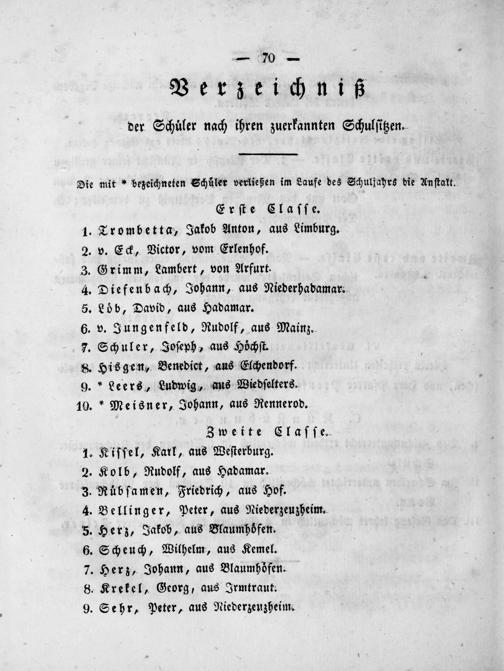 — 70 —
Verzeichniß
der Schüler nach ihren zuerkannten Schulsitzen.
Die mit * bezeichneten Schüler verließen im Laufe des Schuljahrs die Anstalt.
Erste Classe.
1. Trombetta, Jakob Anton, aus Limburg.
2. v. Eck, Victor, vom Erlenhof.
3. Grimm, Lambert, von Arfurt.
4. Diefenbach, Johann, aus Niederhadamar.
5. Löb, David, aus Hadamar.
6. v. Jungenfeld, Rudolf, aus Mainz.
7. Schuler, Joseph, aus Höchst.
8. Hisgen, Benedict, aus Elchendorf.
9. * Leers, Ludwig, aus Wiedselters.
10. * Meisner, Johann, aus Rennerod.
Zweite Classe.
1. Kissel, Karl, aus Westerburg.
2. Kolb, Rudolf, aus Hadamar.
3. Rübsamen, Friedrich, aus Hof.
4. Bellinger, Peter, aus Niederzeuzheim.
5. Herz, Jakob, aus Blaumhösen.
6. Scheuch, Wilhelm, aus Kemel.
7. Herz, Johann, aus Blaumhösen.
8. Krekel, Georg, aus Irmtraut.
9. Sehr, Peter, aus Niederzeuzheim.